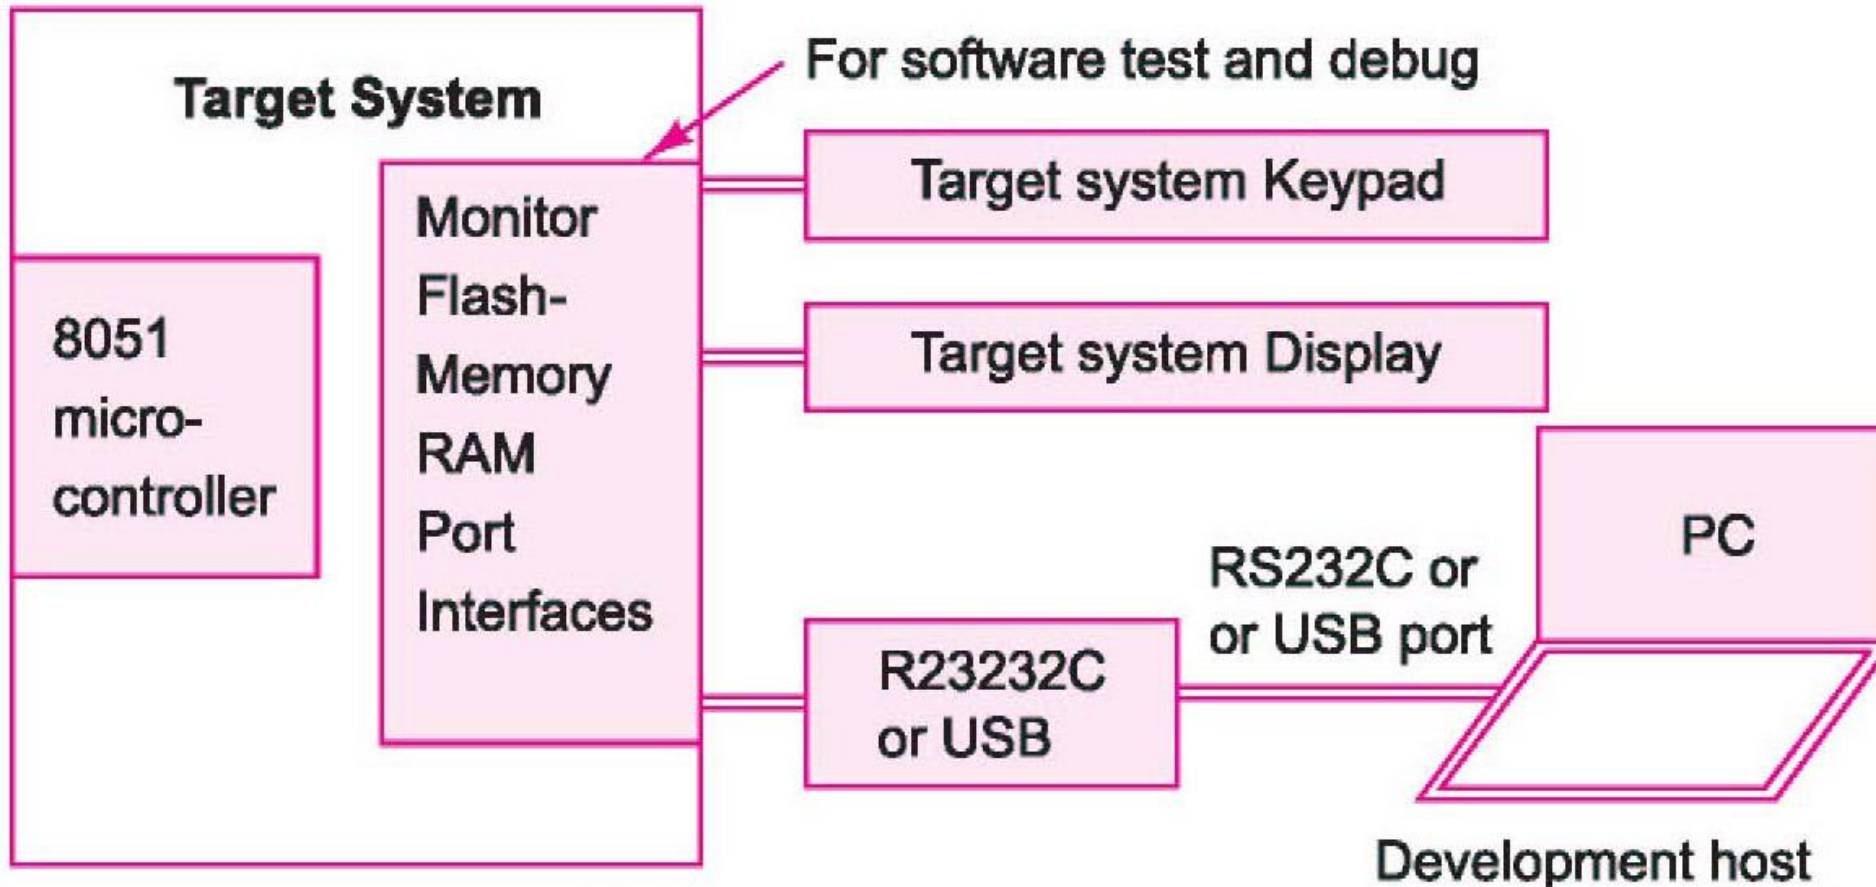 Target System
For software test and debug
8051
micro-
controller
Monitor
Flash-
Memory
RAM
Port
Interfaces
Target system Keypad
Target system Display
R23232C
or USB
RS232C or
or USB port
PC
Development host